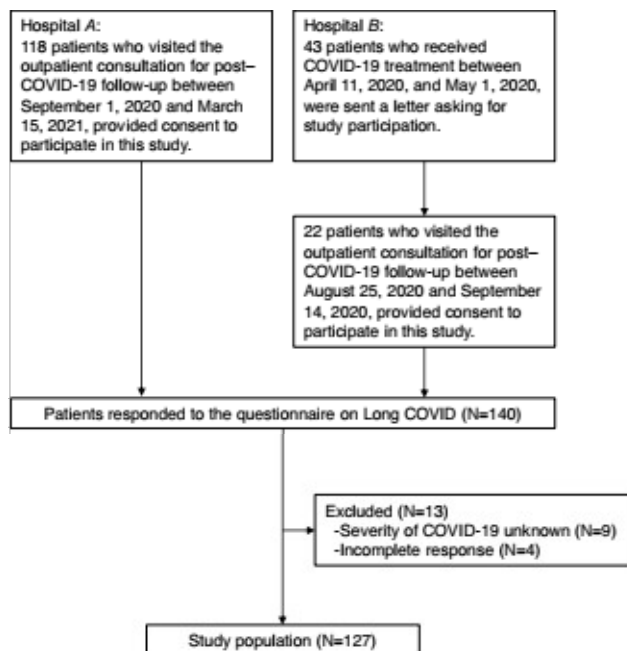 Hospital A:
118 patients who visited the
outpatient consultation for post–
COVID-19 follow-up between
September 1, 2020 and March
15, 2021, provided consent to
participate in this study.
Hospital B:
43 patients who received
COVID-19 treatment between
April 11, 2020, and May 1, 2020,
were sent a letter asking for
study participation.
22 patients who visited the
outpatient consultation for post–
COVID-19 follow-up between
August 25, 2020 and September
14, 2020, provided consent to
participate in this study.
Patients responded to the questionnaire on Long COVID (N=140)
Excluded (N=13)
-Severity of COVID-19 unknown (N=9)
-Incomplete response (N=4)
Study population (N=127)